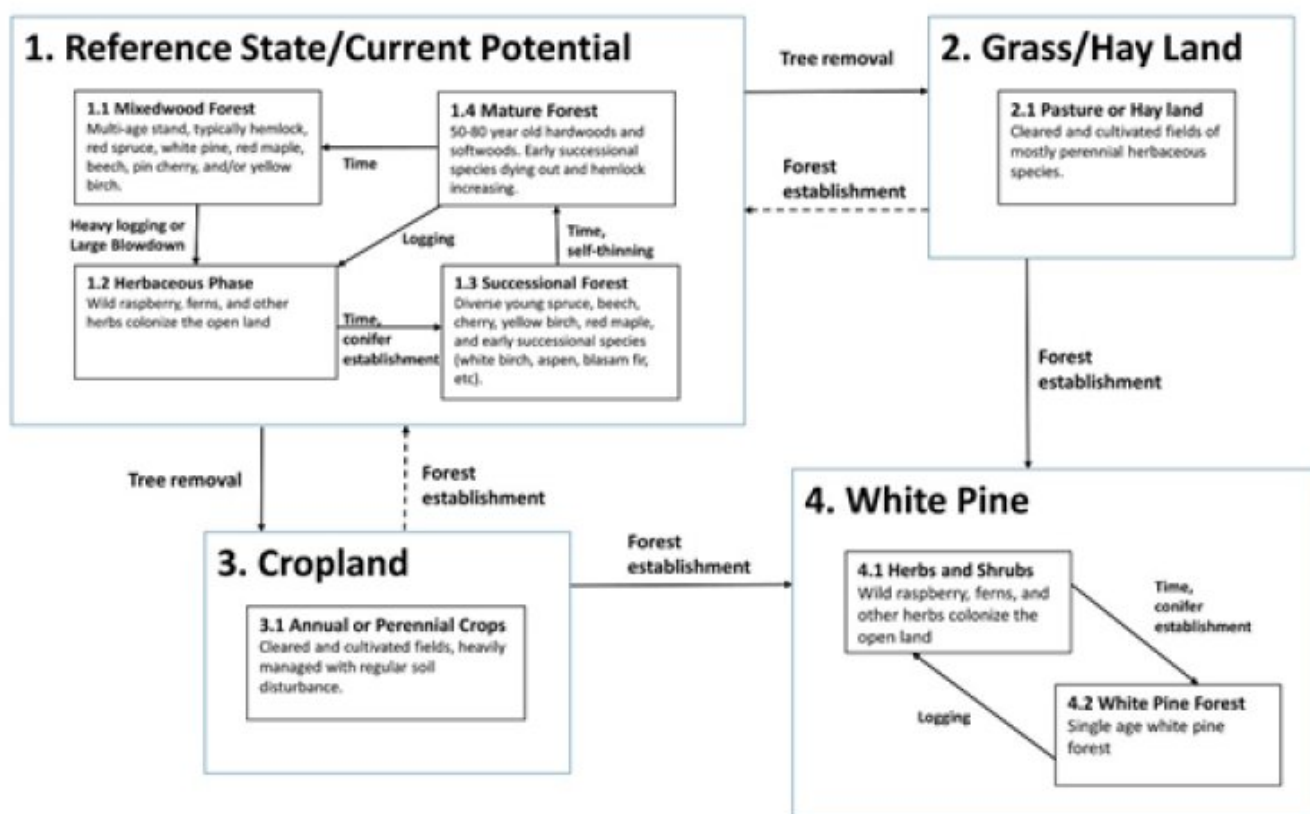 1. Reference State/Current Potential
1.1 Mixedwood Forest
Multi-age stand, typically hemlock,
red spruce, white pine, red maple,
beech, pin cherry, and/or yellow
birch.
1.4 Mature Forest
50-80 year old hardwoods and
softwoods. Early successional
species dying out and hemlock
increasing.
Time
Heavy logging or
Large Blowdown
Logging
Time,
self-thinning
1.2 Herbaceous Phase
Wild raspberry, ferns, and other
herbs colonize the open land
Time,
conifer
establishment
1.3 Successional Forest
Diverse young spruce, beech,
cherry, yellow birch, red maple,
and early successional species
(white birch, aspen, blasam fir,
etc).
Tree removal
Forest
establishment
2. Grass/Hay Land
2.1 Pasture or Hay land
Cleared and cultivated fields of
mostly perennial herbaceous
species.
Forest
establishment
Tree removal
Forest
establishment
3. Cropland
3.1 Annual or Perennial Crops
Cleared and cultivated fields, heavily
managed with regular soil
disturbance.
Forest
establishment
4. White Pine
4.1 Herbs and Shrubs
Wild raspberry, ferns, and
other herbs colonize the
open land
Time,
conifer
establishment
Logging
4.2 White Pine Forest
Single age white pine
forest